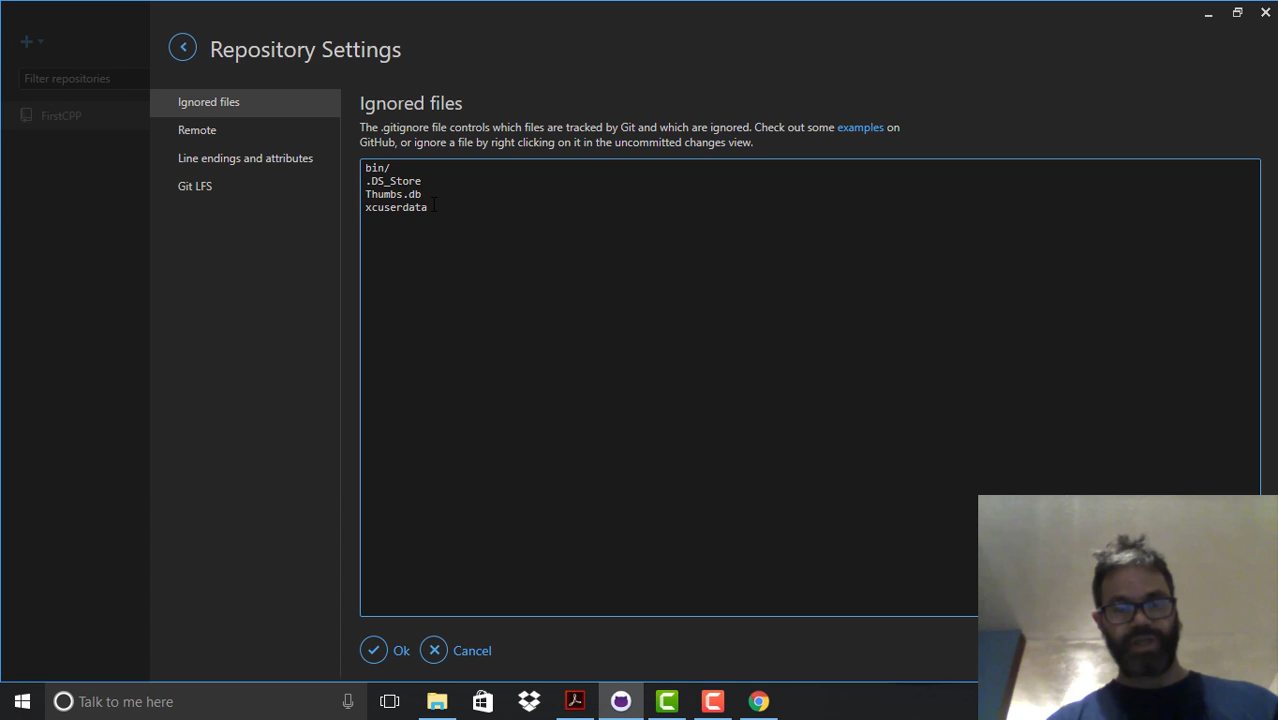 Repository Settings
Filter repositories
FirstCPP
Ignored files
Remote
Line endings and attributes
Git LFS
Ignored files
The .gitignore file controls which files are tracked by Git and which are ignored. Check out some examples on
GitHub, or ignore a file by right clicking on it in the uncommitted changes view.
bin/
.DS_Store
Thumbs.db
xcuserdata
Ok
Cancel
Talk to me here